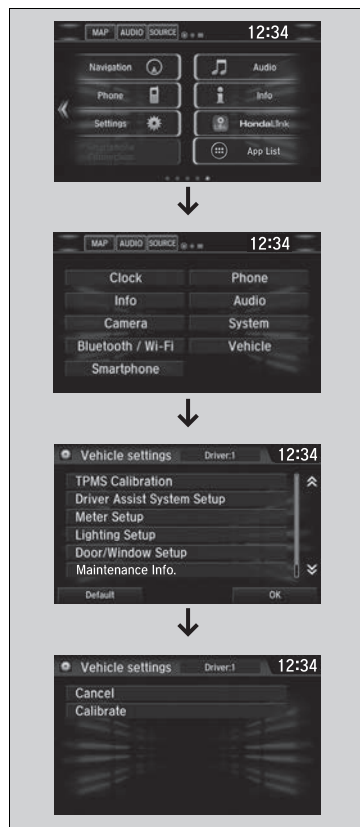 MAP AUDIO SOURCE 12:34
Navigation Audio
Phone Info
Settings HondaLink
App List
MAP AUDIO SOURCE 12:34
Clock Phone
Info Audio
Camera System
Bluetooth / Wi-Fi Vehicle
Smartphone
Vehicle settings Driver:1 12:34
TPMS Calibration
Driver Assist System Setup
Meter Setup
Lighting Setup
Door/Window Setup
Maintenance Info.
Default OK
Vehicle settings Driver:1 12:34
Cancel
Calibrate